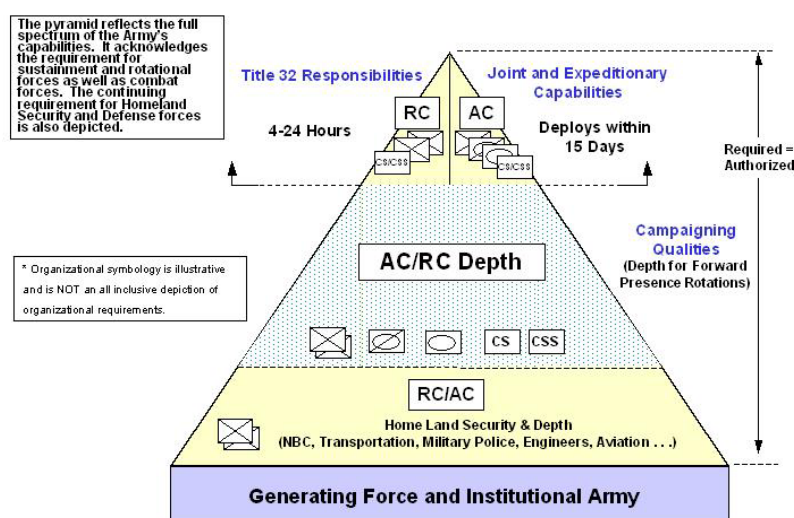 The pyramid reflects the full
spectrum of the Army's
capabilities. It acknowledges
the requirement for
sustainment and rotational
forces as well as combat
forces. The continuing
requirement for Homeland
Security and Defense forces
is also depicted.
Title 32 Responsibilities
Joint and Expeditionary
Capabilities
RC
AC
4-24 Hours
Deploys within
15 Days
CS/CSS
CS/CSS
Required =
Authorized
Campaigning
Qualities
(Depth for Forward
Presence Rotations)
AC/RC Depth
* Organizational symbology is illustrative
and is NOT an all inclusive depiction of
organizational requirements.
CS
CSS
RC/AC
Home Land Security & Depth
(NBC, Transportation, Military Police, Engineers, Aviation . . .)
Generating Force and Institutional Army